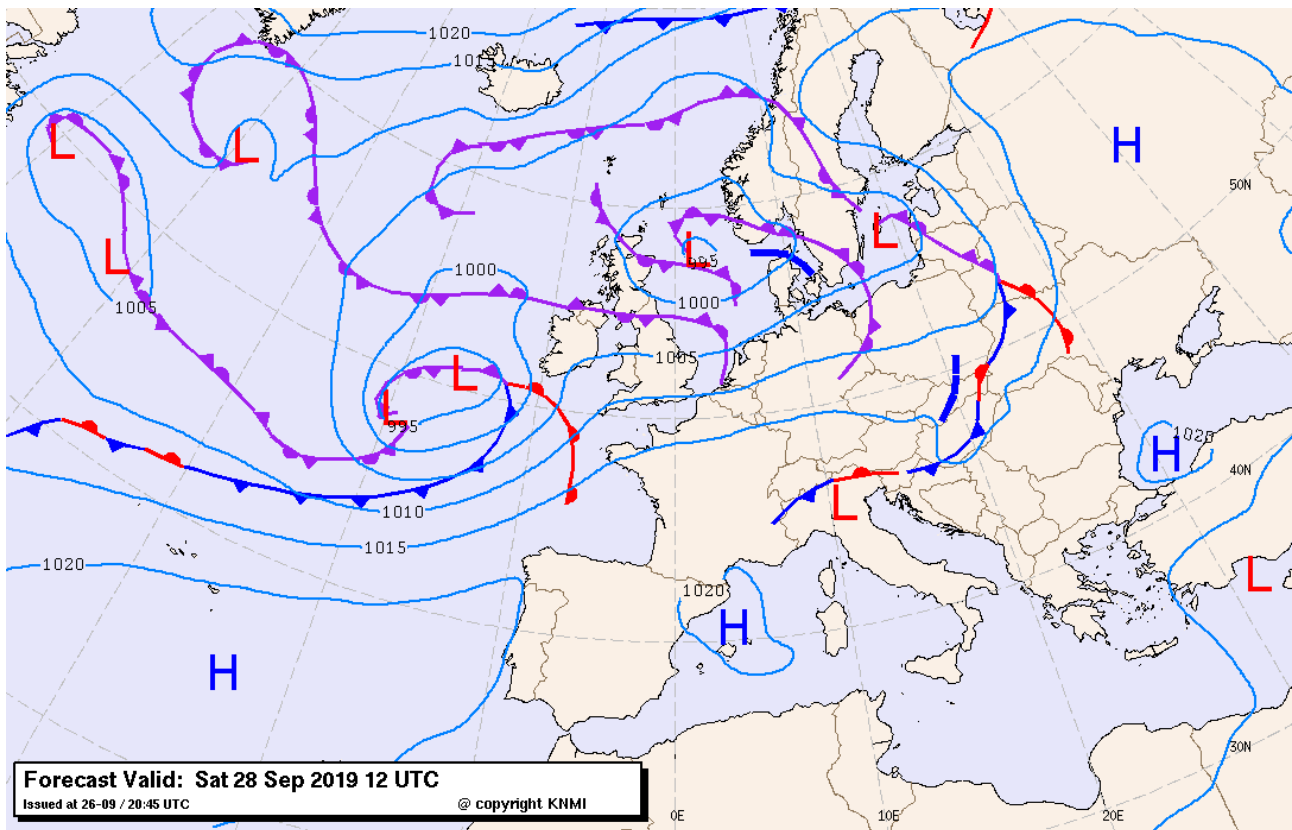 1020
1015
H
L
L
50N
L
L
L
995
1000
1000
1005
1005
L
L
995
1020
H
40N
1010
L
1015
1020
L
1020
H
H
30N
Forecast Valid: Sat 28 Sep 2019 12 UTC
Issued at 26-09 / 20:45 UTC @ copyright KNMI
0E
10E
20E